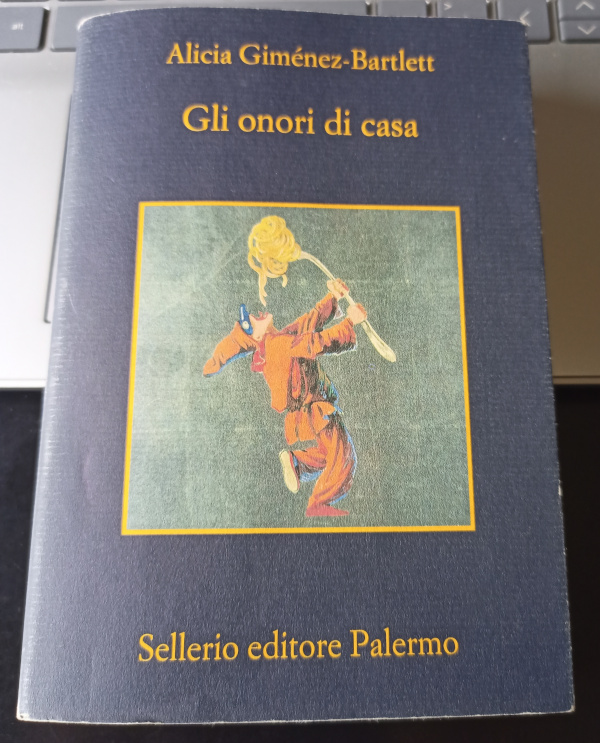 Alicia Giménez-Bartlett
Gli onori di casa
Sellerio editore Palermo